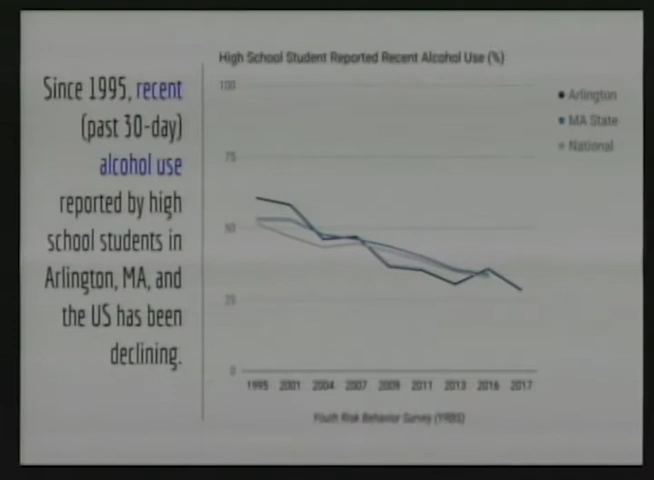 Since 1995, recent
(past 30-day)
alcohol use
reported by high
school students in
Arlington, MA, and
the US has been
declining.
High School Student Reported Recent Alcohol Use (%)
Arlington
MA State
National
100
75
50
25
0
1995 2001 2004 2007 2009 2011 2013 2016 2017
Youth Risk Behavior Survey (YRBS)